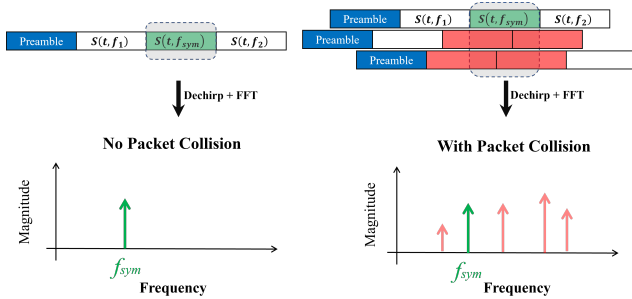 Preamble S(t, f₁) S(t, fsym) S(t, f₂)
Dechirp + FFT
No Packet Collision
Magnitude
fsym
Frequency
Preamble S(t, f₁) S(t, fsym) S(t, f₂)
Preamble
Preamble
Dechirp + FFT
With Packet Collision
Magnitude
fsym
Frequency